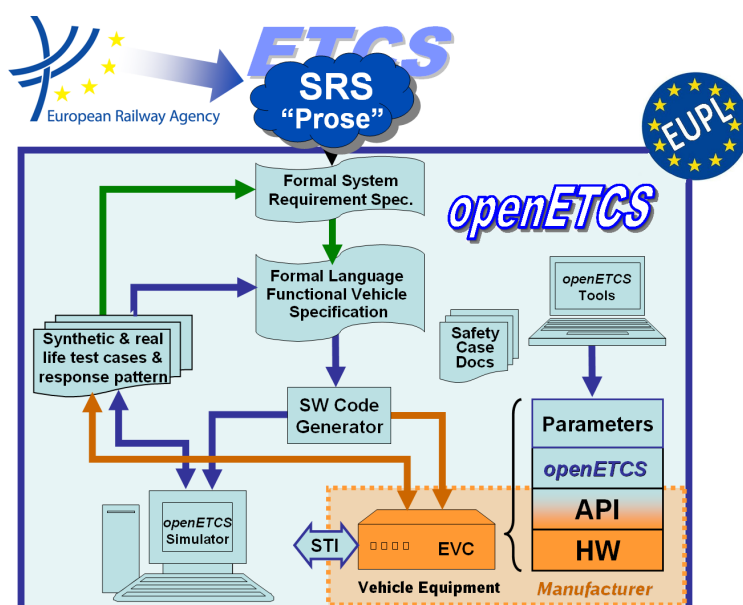 ETCS
SRS
“Prose”
European Railway Agency
EUPL
Formal System
Requirement Spec.
openETCS
Formal Language
Functional Vehicle
Specification
openETCS
Tools
Synthetic & real
life test cases &
response pattern
Safety
Case
Docs
SW Code
Generator
Parameters
openETCS
API
HW
openETCS
Simulator
STI
EVC
Vehicle Equipment
Manufacturer